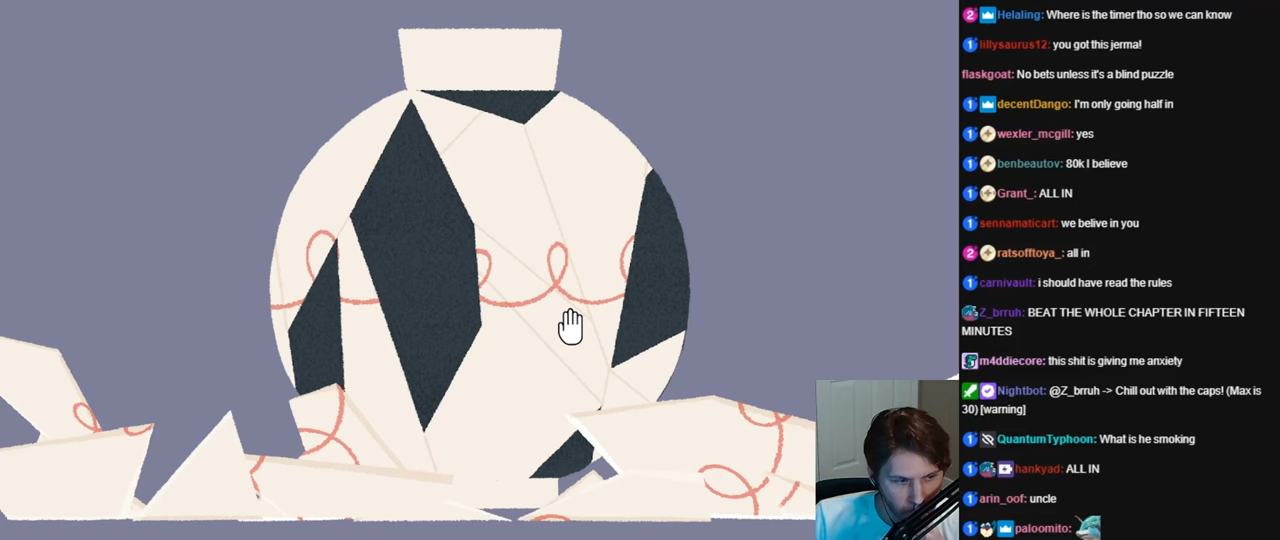 Helaling: Where is the timer tho so we can know
lillysaurus12: you got this jerma!
flaskgoat: No bets unless it's a blind puzzle
decentDango: I'm only going half in
wexler_mcgill: yes
benbeautov: 80k I believe
Grant_: ALL IN
sennamaticart: we belive in you
ratsofftoya_: all in
carnivault: i should have read the rules
Z_brruh: BEAT THE WHOLE CHAPTER IN FIFTEEN
MINUTES
m4ddiecore: this shit is giving me anxiety
Nightbot: @Z_brruh -> Chill out with the caps! (Max is
30) [warning]
QuantumTyphoon: What is he smoking
hankyad: ALL IN
arin_oof: uncle
paloomito: